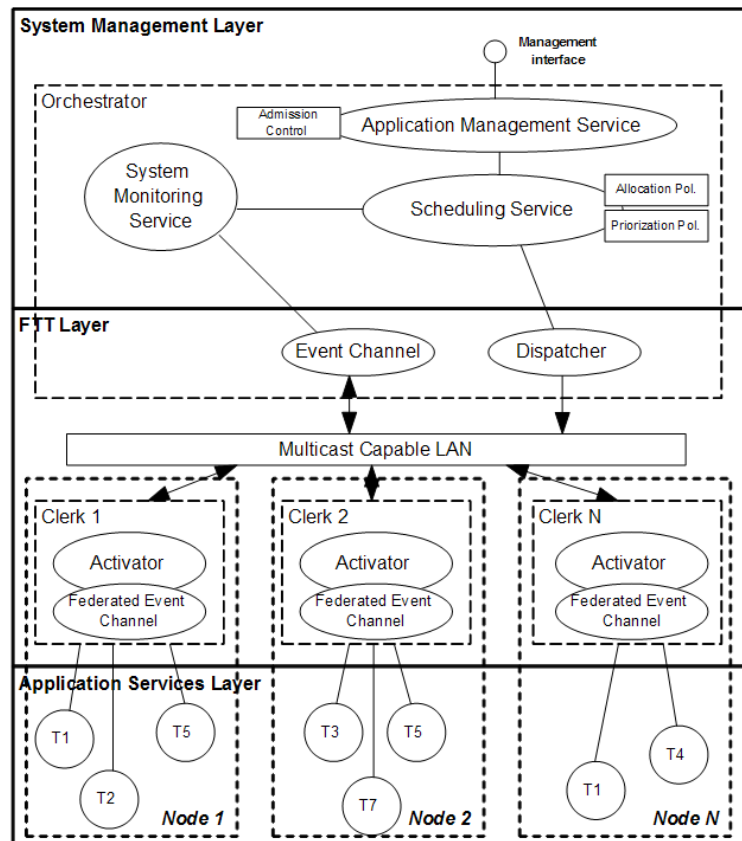 System Management Layer
Management
interface
Orchestrator
Admission
Control
Application Management Service
System
Monitoring
Service
Scheduling Service
Allocation Pol.
Priorization Pol.
FTT Layer
Event Channel
Dispatcher
Multicast Capable LAN
Clerk 1
Activator
Federated Event
Channel
Clerk 2
Activator
Federated Event
Channel
Clerk N
Activator
Federated Event
Channel
Application Services Layer
T1
T2
T5
Node 1
T3
T7
T5
Node 2
T1
T4
Node N